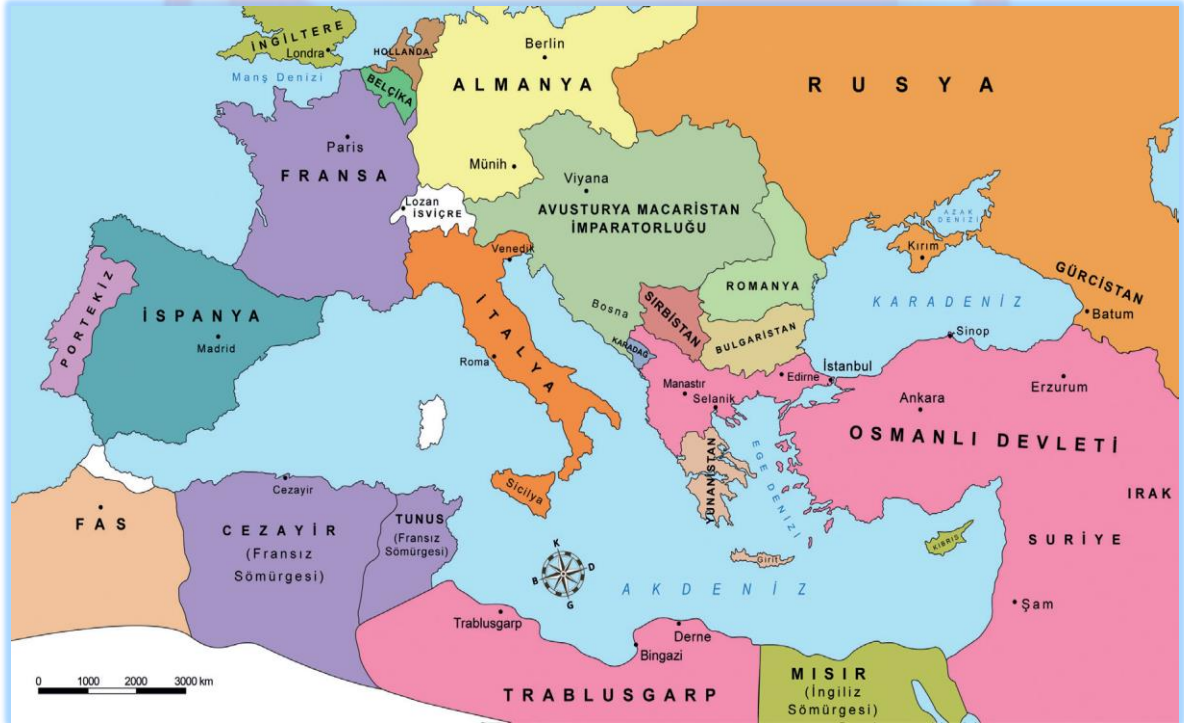 İNGİLTERE
Londra
HOLLANDA
Manş Denizi
BELÇİKA
Berlin
ALMANYA
RUSYA
Paris
FRANSA
Münih
Viyana
Lozan
İSVİÇRE
AVUSTURYA MACARİSTAN
İMPARATORLUĞU
AZAK
DENİZİ
Kırım
Venedik
GÜRCİSTAN
Batum
ROMANYA
KARADENİZ
PORTEKİZ
İSPANYA
Madrid
İTALYA
Roma
Bosna
SIRBİSTAN
BULGARİSTAN
KARADAĞ
Sinop
İstanbul
Edirne
Manastır
Selanik
Erzurum
Ankara
OSMANLI DEVLETİ
YUNANİSTAN
EGE DENİZİ
IRAK
SURİYE
Sicilya
Cezayir
FAS
CEZAYİR
(Fransız
Sömürgesi)
TUNUS
(Fransız
Sömürgesi)
K
B
D
G
Girit
KIBRIS
AKDENİZ
Şam
Trablusgarp
Derne
Bingazi
TRABLUSGARP
MISIR
(İngiliz
Sömürgesi)
0 1000 2000 3000 km